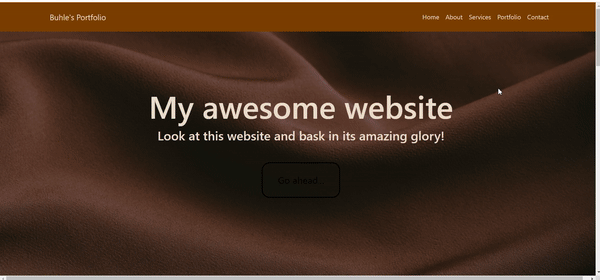 Buhle's Portfolio
Home About Services Portfolio Contact
My awesome website
Look at this website and bask in its amazing glory!
Go ahead...